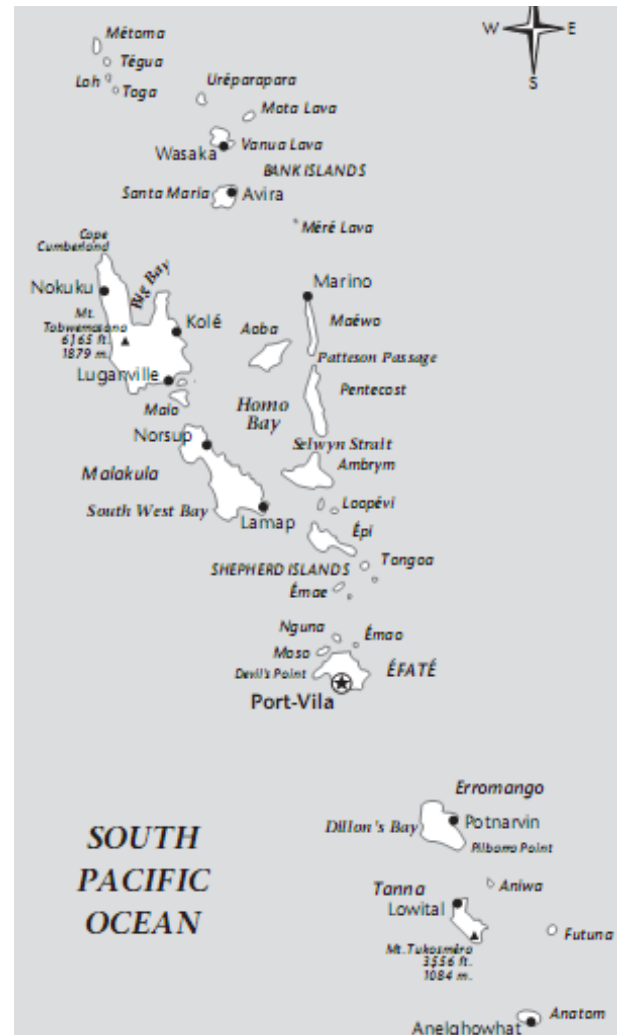 W E
S
Métoma
Tégua
Loh
Toga
Uréparapara
Mota Lava
Vanua Lava
Wasaka
BANK ISLANDS
Santa Maria
Avira
Méré Lava
Cape
Cumberland
Big Bay
Nokuku
Marino
Mt.
Tabwemasana
6165 ft.
1879 m.
Kolé
Aoba
Maéwo
Patteson Passage
Luganville
Malo
Homo
Bay
Pentecost
Norsup
Selwyn Strait
Ambrym
Malakula
South West Bay
Lamap
Loopévi
Épi
SHEPHERD ISLANDS
Tongoa
Émae
Nguna
Émao
Moso
Devil's Point
ÉFATÉ
Port-Vila
Erromango
Dillon's Bay
Potnarvin
Pilbarra Point
SOUTH
PACIFIC
OCEAN
Tanna
Aniwa
Lowital
Futuna
Mt. Tukosméra
3556 ft.
1084 m.
Anatom
Anelghowhat